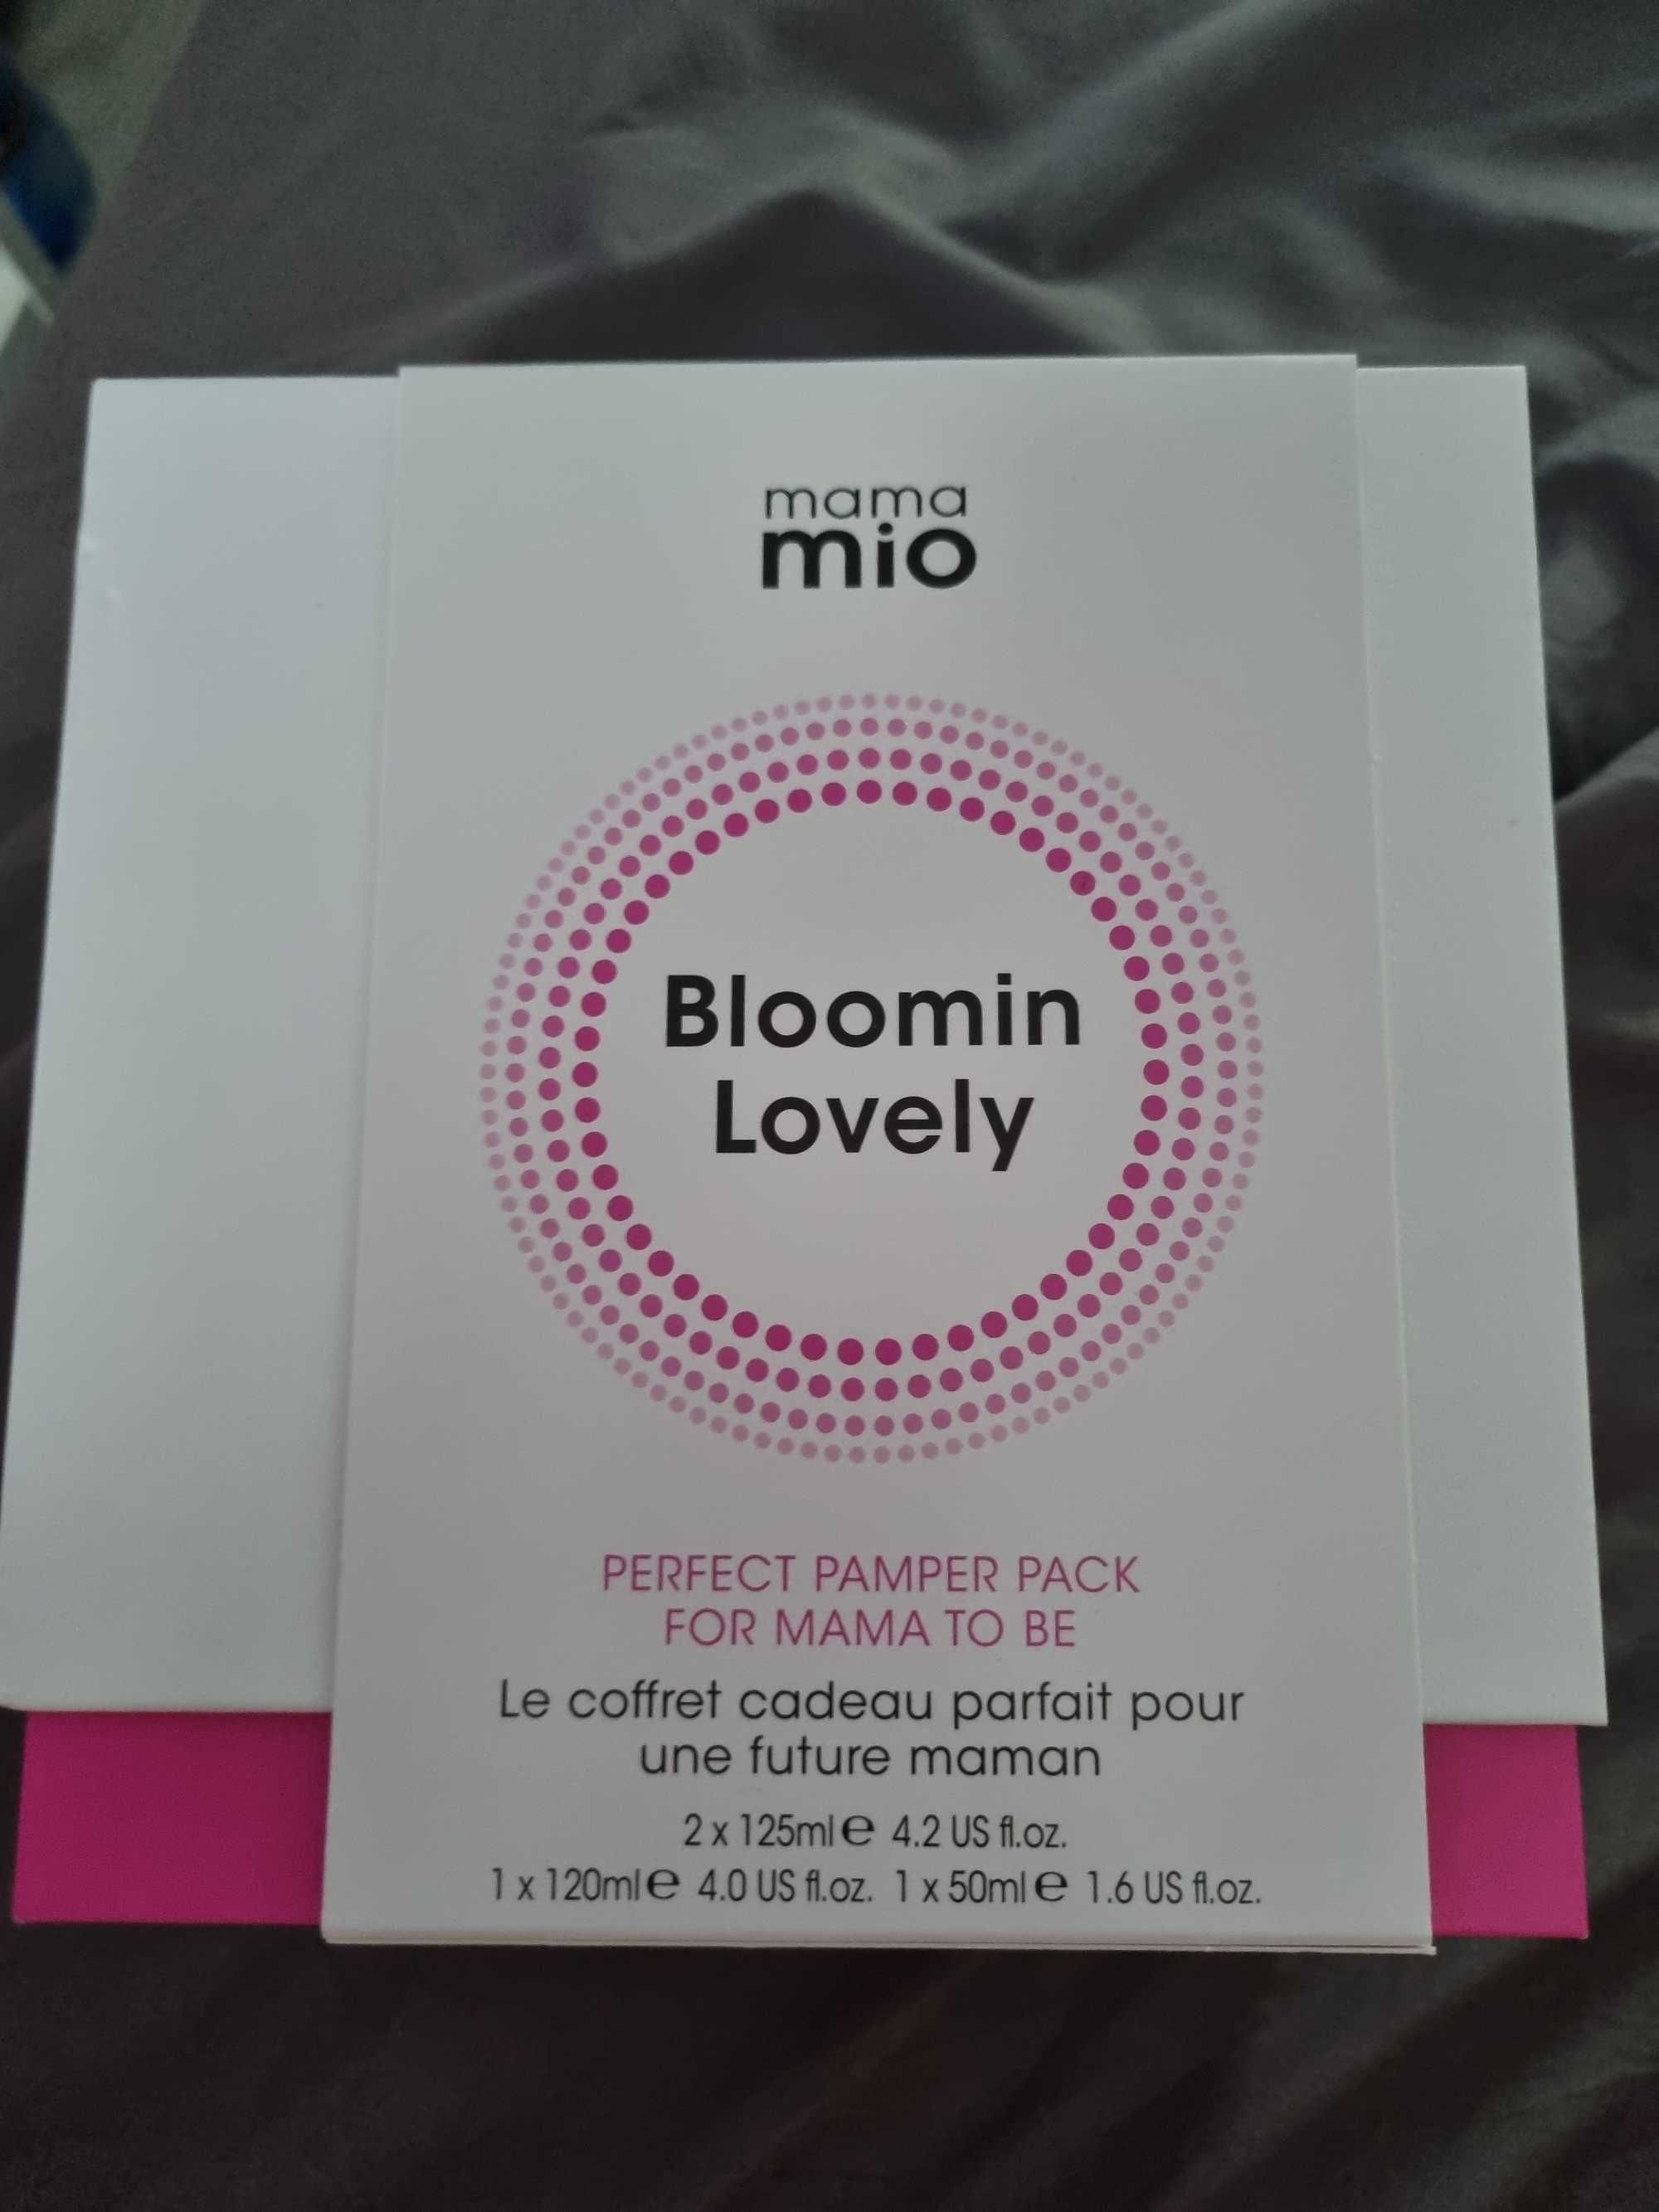 mama
mio
Bloomin
Lovely
PERFECT PAMPER PACK
FOR MAMA TO BE
Le coffret cadeau parfait pour
une future maman
2 x 125ml ℮ 4.2 US fl.oz.
1 x 120ml ℮ 4.0 US fl.oz. 1 x 50ml ℮ 1.6 US fl.oz.